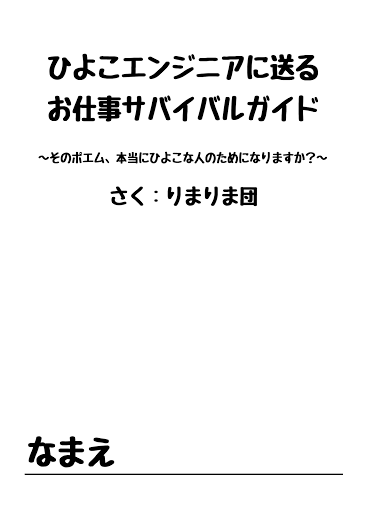 ひよこエンジニアに送る
お仕事サバイバルガイド
～そのポエム、本当にひよこな人のためになりますか？～
さく：りまりま団
なまえ